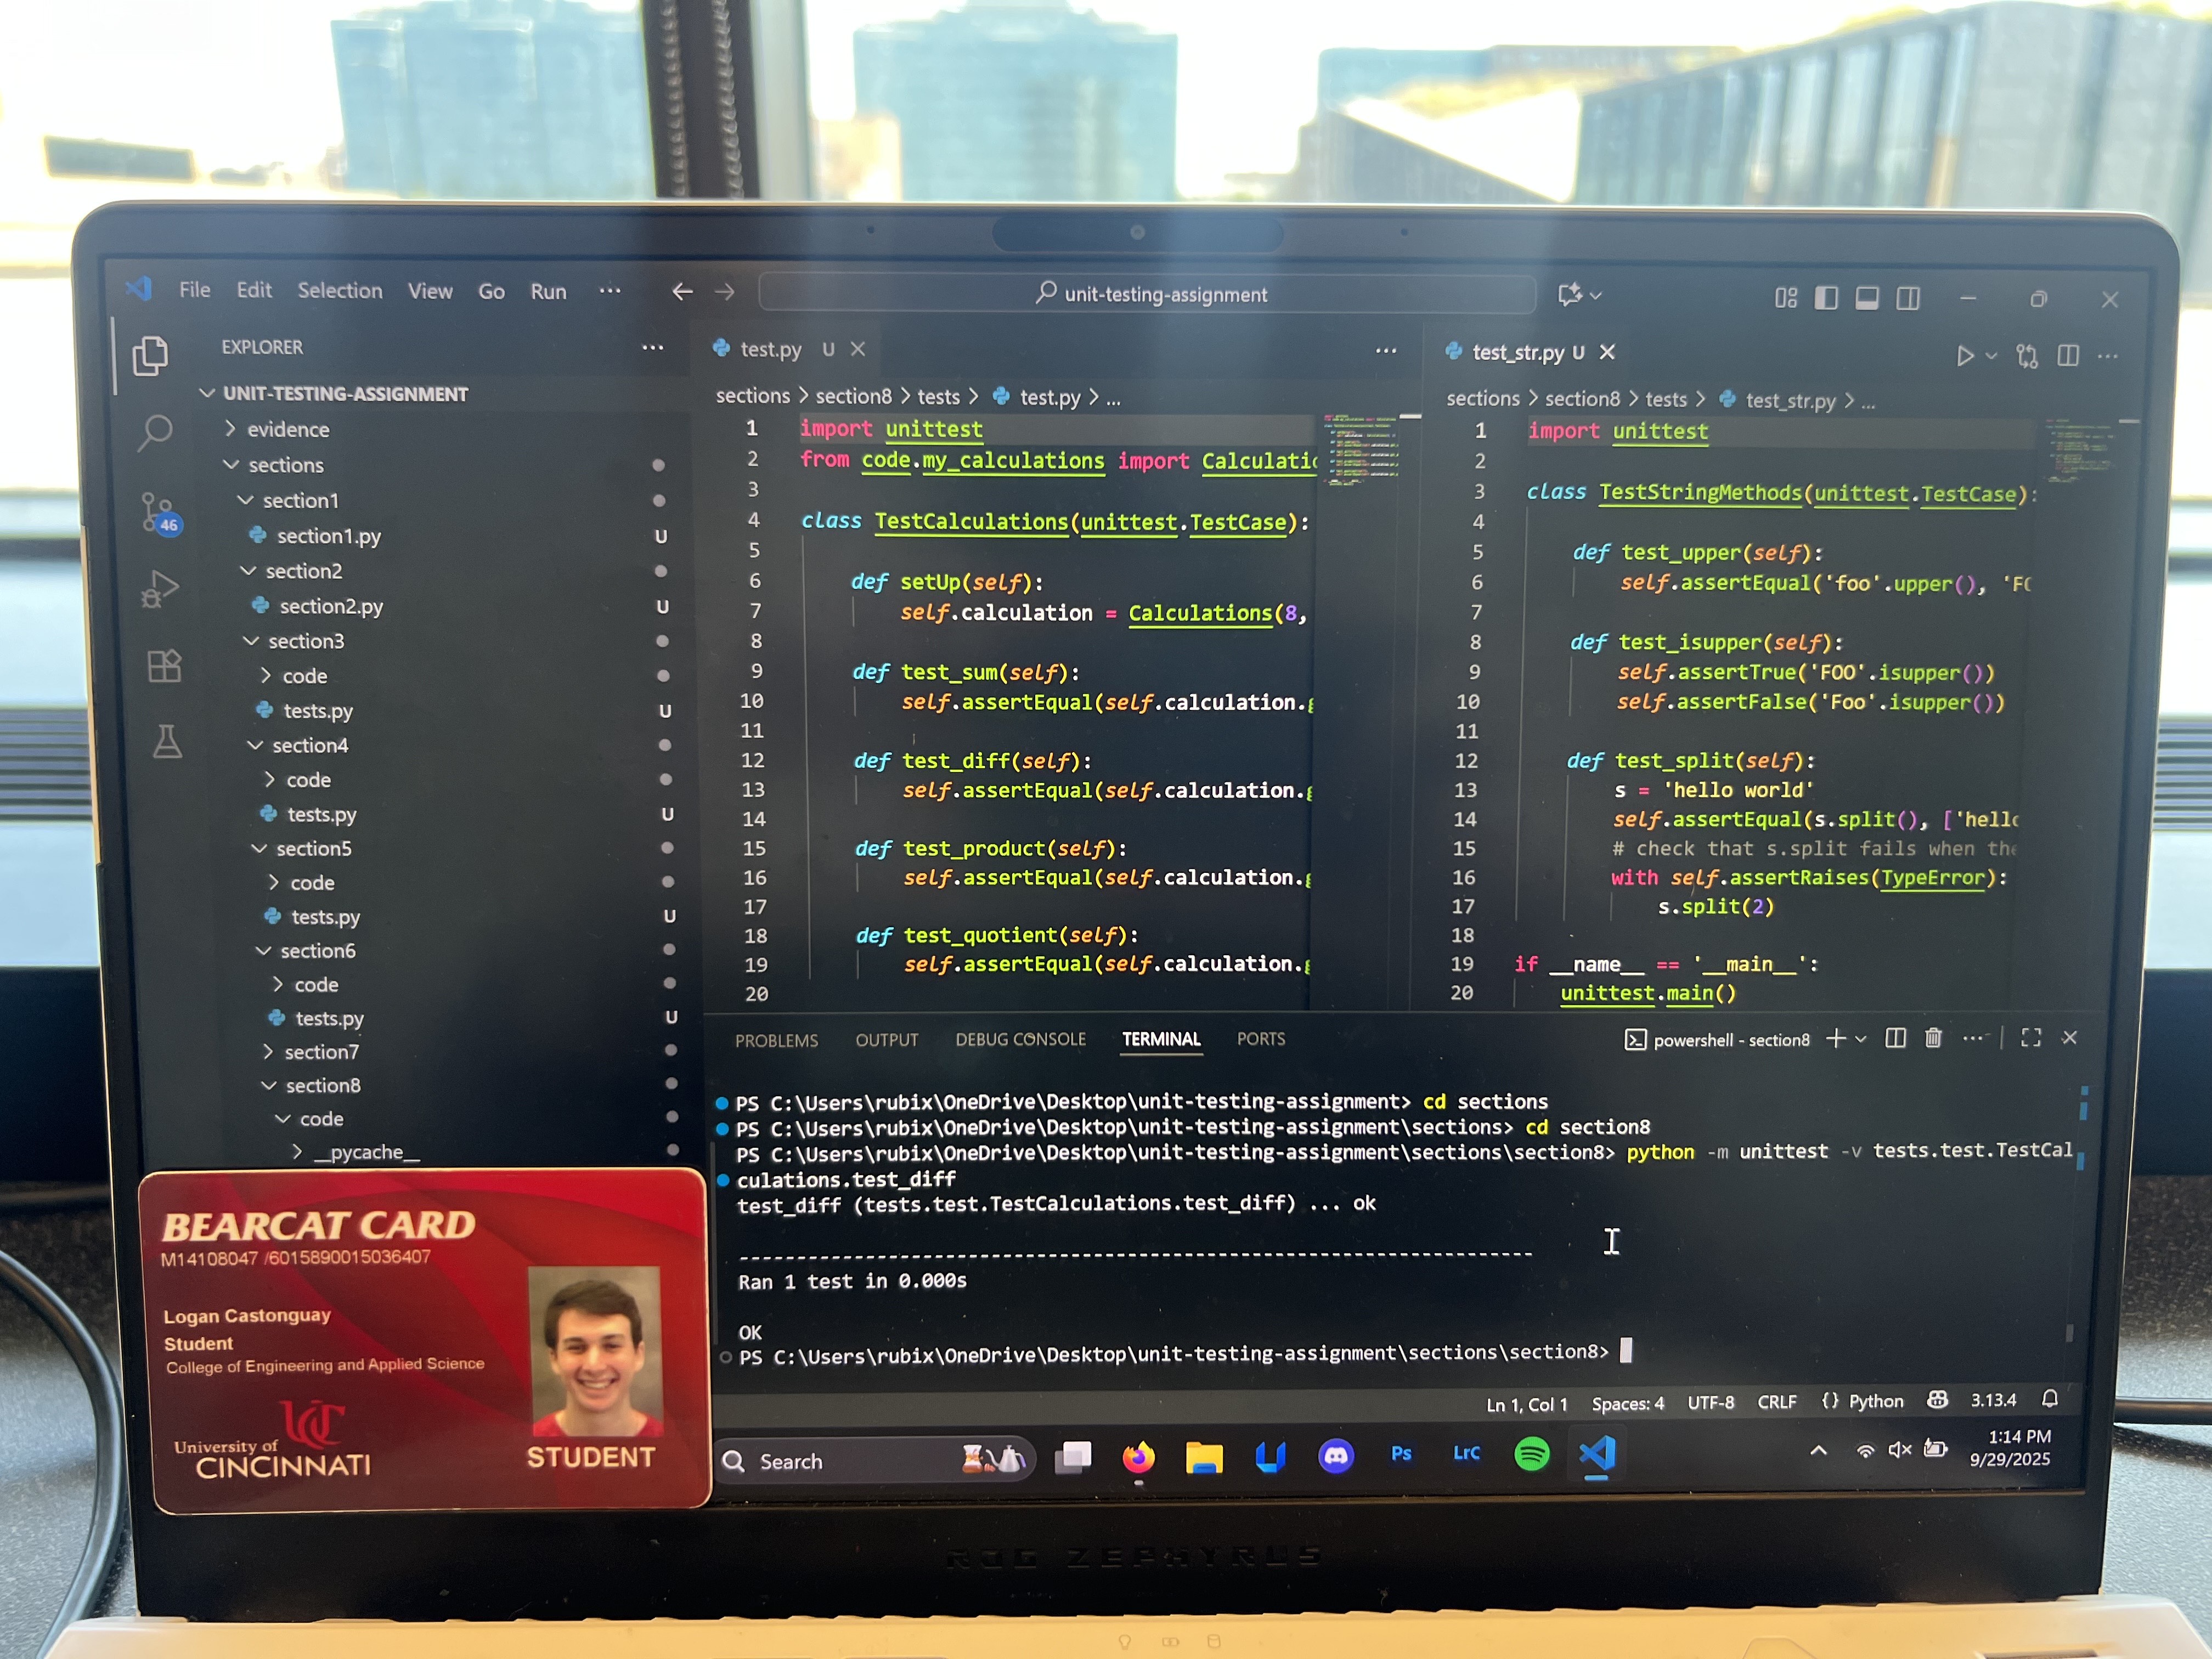 File Edit Selection View Go Run ... unit-testing-assignment
EXPLORER
UNIT-TESTING-ASSIGNMENT
evidence
sections
section1
section1.py U
section2
section2.py U
section3
code
tests.py U
section4
code
tests.py U
section5
code
tests.py U
section6
code
tests.py U
section7
section8
code
__pycache__
46
test.py U
sections > section8 > tests > test.py > ...
1 import unittest
2 from code.my_calculations import Calculatio
3
4 class TestCalculations(unittest.TestCase):
5
6 def setUp(self):
7 self.calculation = Calculations(8,
8
9 def test_sum(self):
10 self.assertEqual(self.calculation.g
11
12 def test_diff(self):
13 self.assertEqual(self.calculation.g
14
15 def test_product(self):
16 self.assertEqual(self.calculation.g
17
18 def test_quotient(self):
19 self.assertEqual(self.calculation.g
20
test_str.py U
sections > section8 > tests > test_str.py > ...
1 import unittest
2
3 class TestStringMethods(unittest.TestCase):
4
5 def test_upper(self):
6 self.assertEqual('foo'.upper(), 'FO
7
8 def test_isupper(self):
9 self.assertTrue('FOO'.isupper())
10 self.assertFalse('Foo'.isupper())
11
12 def test_split(self):
13 s = 'hello world'
14 self.assertEqual(s.split(), ['hello
15 # check that s.split fails when the
16 with self.assertRaises(TypeError):
17 s.split(2)
18
19 if __name__ == '__main__':
20 unittest.main()
PROBLEMS OUTPUT DEBUG CONSOLE TERMINAL PORTS powershell - section8
PS C:\Users\rubix\OneDrive\Desktop\unit-testing-assignment> cd sections
PS C:\Users\rubix\OneDrive\Desktop\unit-testing-assignment\sections> cd section8
PS C:\Users\rubix\OneDrive\Desktop\unit-testing-assignment\sections\section8> python -m unittest -v tests.test.TestCal
culations.test_diff
test_diff (tests.test.TestCalculations.test_diff) ... ok
----------------------------------------------------------------------
Ran 1 test in 0.000s
OK
PS C:\Users\rubix\OneDrive\Desktop\unit-testing-assignment\sections\section8>
Ln 1, Col 1 Spaces: 4 UTF-8 CRLF {} Python 3.13.4
Search Ps LrC
1:14 PM
9/29/2025
BEARCAT CARD
M14108047 /6015890015036407
Logan Castonguay
Student
College of Engineering and Applied Science
UC
University of
CINCINNATI
STUDENT
ROG ZEPHYRUS